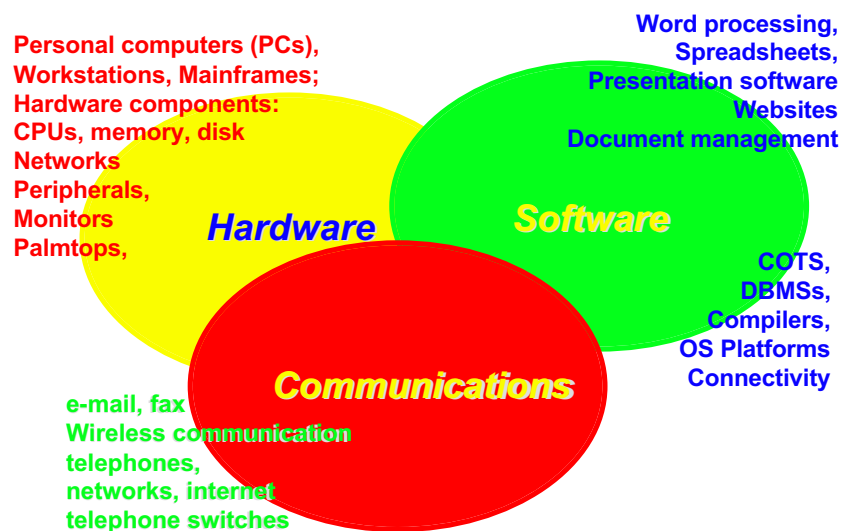 Personal computers (PCs),
Workstations, Mainframes;
Hardware components:
CPUs, memory, disk
Networks
Peripherals,
Monitors
Palmtops,
Word processing,
Spreadsheets,
Presentation software
Websites
Document management
Hardware
Software
COTS,
DBMSs,
Compilers,
OS Platforms
Connectivity
Communications
e-mail, fax
Wireless communication
telephones,
networks, internet
telephone switches